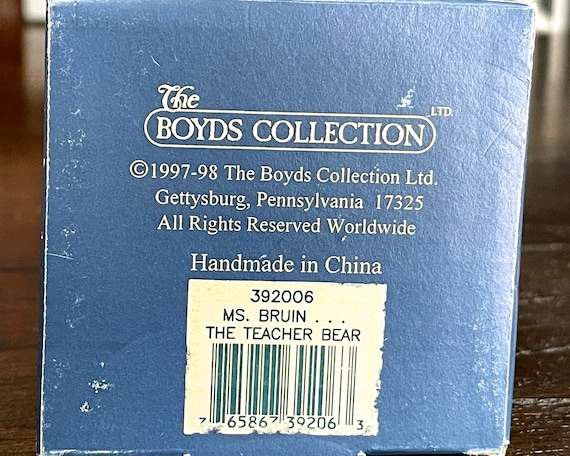 The
BOYDS COLLECTION LTD.
©1997-98 The Boyds Collection Ltd.
Gettysburg, Pennsylvania 17325
All Rights Reserved Worldwide
Handmade in China
392006
MS. BRUIN . . .
THE TEACHER BEAR
7 65867 39206 3